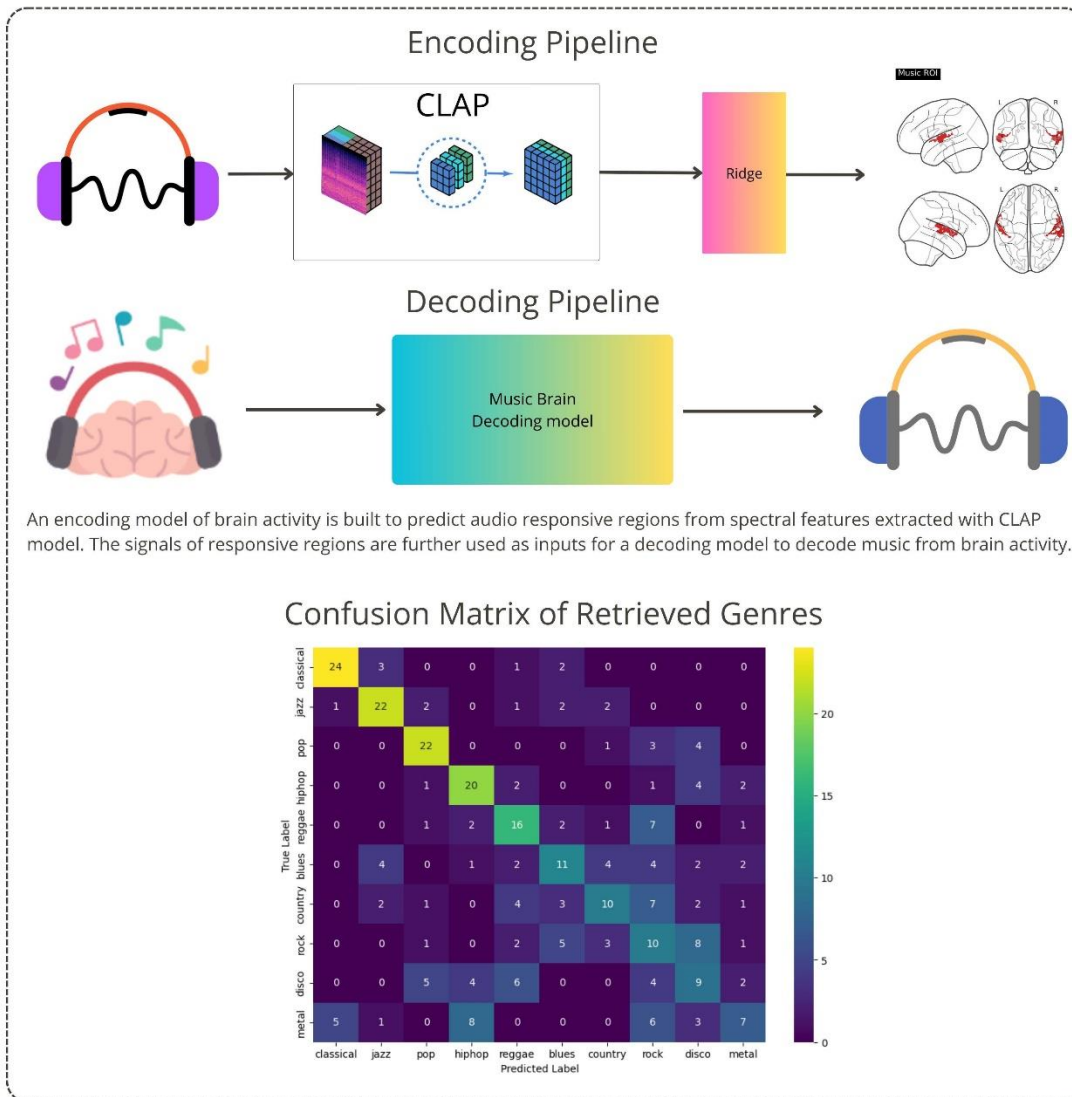 Encoding Pipeline
Music ROI
CLAP
L R
Ridge
L R
Decoding Pipeline
Music Brain
Decoding model
An encoding model of brain activity is built to predict audio responsive regions from spectral features extracted with CLAP
model. The signals of responsive regions are further used as inputs for a decoding model to decode music from brain activity.
Confusion Matrix of Retrieved Genres
True Label
classical 24 3 0 0 1 2 0 0 0 0
jazz 1 22 2 0 1 2 2 0 0 0
pop 0 0 22 0 0 0 1 3 4 0
hiphop 0 0 1 20 2 0 0 1 4 2
reggae 0 0 1 2 16 2 1 7 0 1
blues 0 4 0 1 2 11 4 4 2 2
country 0 2 1 0 4 3 10 7 2 1
rock 0 0 1 0 2 5 3 10 8 1
disco 0 0 5 4 6 0 0 4 9 2
metal 5 1 0 8 0 0 0 6 3 7
classical jazz pop hiphop reggae blues country rock disco metal
Predicted Label
20
15
10
5
0